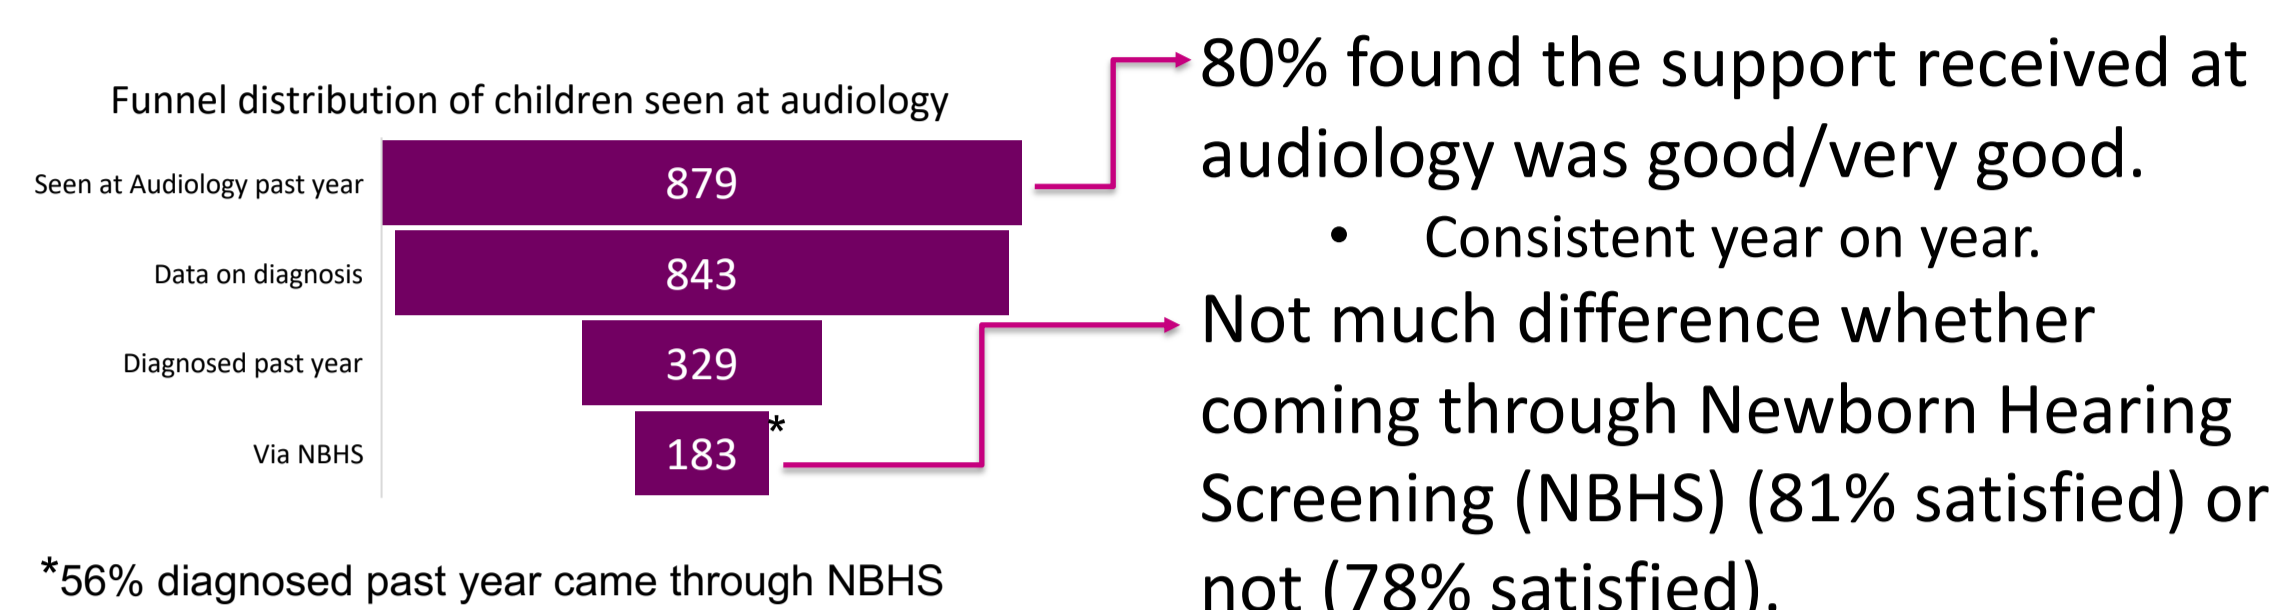 Funnel distribution of children seen at audiology
Seen at Audiology past year
879
Data on diagnosis
843
Diagnosed past year
329
Via NBHS
183
*
*56% diagnosed past year came through NBHS
80% found the support received at
audiology was good/very good.
• Consistent year on year.
Not much difference whether
coming through Newborn Hearing
Screening (NBHS) (81% satisfied) or
not (78% satisfied).